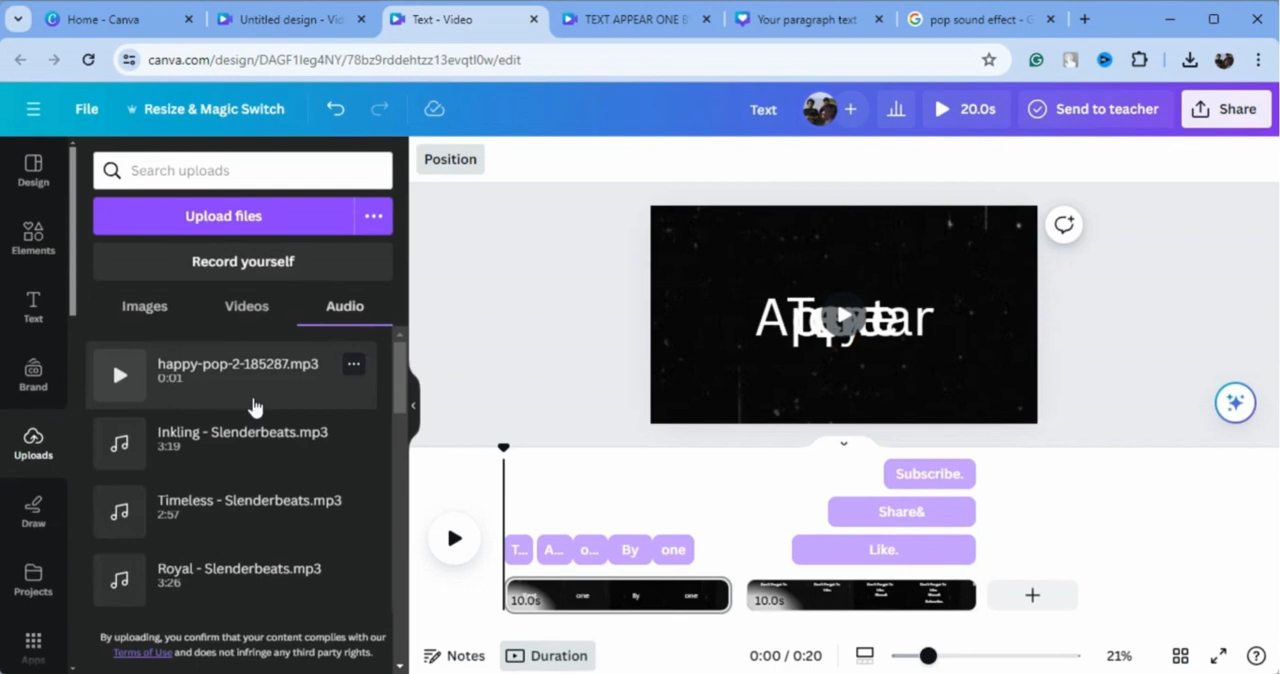 Home - Canva
Untitled design - Vid
Text - Video
TEXT APPEAR ONE B
Your paragraph text
pop sound effect - G
canva.com/design/DAGF1leg4NY/78bz9rddehtzz13evqtl0w/edit
File
Resize & Magic Switch
Text
20.0s
Send to teacher
Share
Design
Elements
Text
Brand
Uploads
Draw
Projects
Apps
Search uploads
Upload files
Record yourself
Images
Videos
Audio
happy-pop-2-185287.mp3
0:01
Inkling - Slenderbeats.mp3
3:19
Timeless - Slenderbeats.mp3
2:57
Royal - Slenderbeats.mp3
3:26
By uploading, you confirm that your content complies with our
Terms of Use and does not infringe any third party rights.
Position
Appear
Subscribe.
Share&
T...
A...
o...
By
one
Like.
10.0s
one
By
one
10.0s
Notes
Duration
0:00 / 0:20
21%